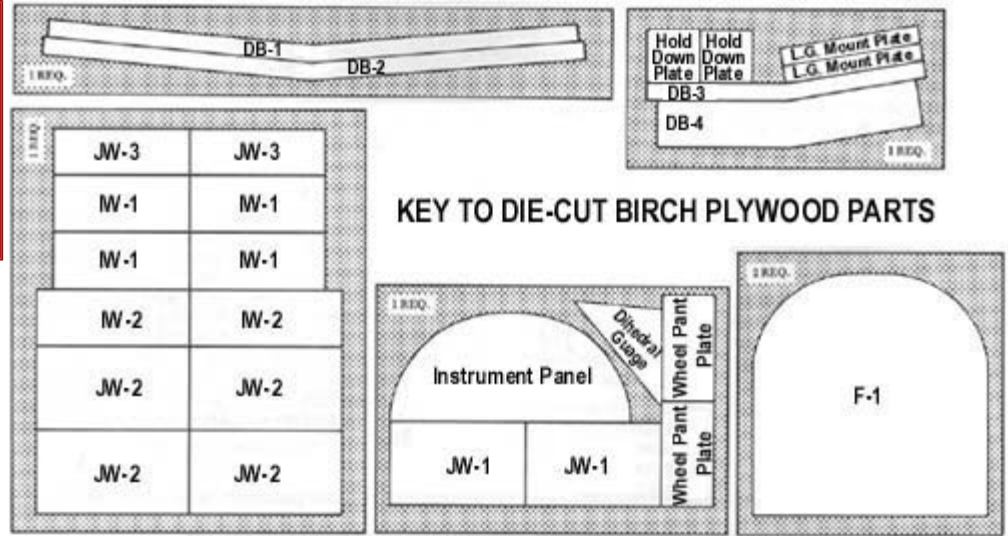 DB-1
DB-2
1 REQ.
Hold Down Plate
Hold Down Plate
L.G. Mount Plate
L.G. Mount Plate
DB-3
DB-4
1 REQ.
1 REQ.
JW-3 JW-3
IW-1 IW-1
IW-1 IW-1
IW-2 IW-2
JW-2 JW-2
JW-2 JW-2
KEY TO DIE-CUT BIRCH PLYWOOD PARTS
1 REQ.
Dihedral Guage
Wheel Pant Plate
Instrument Panel
Wheel Pant Plate
JW-1 JW-1
2 REQ.
F-1